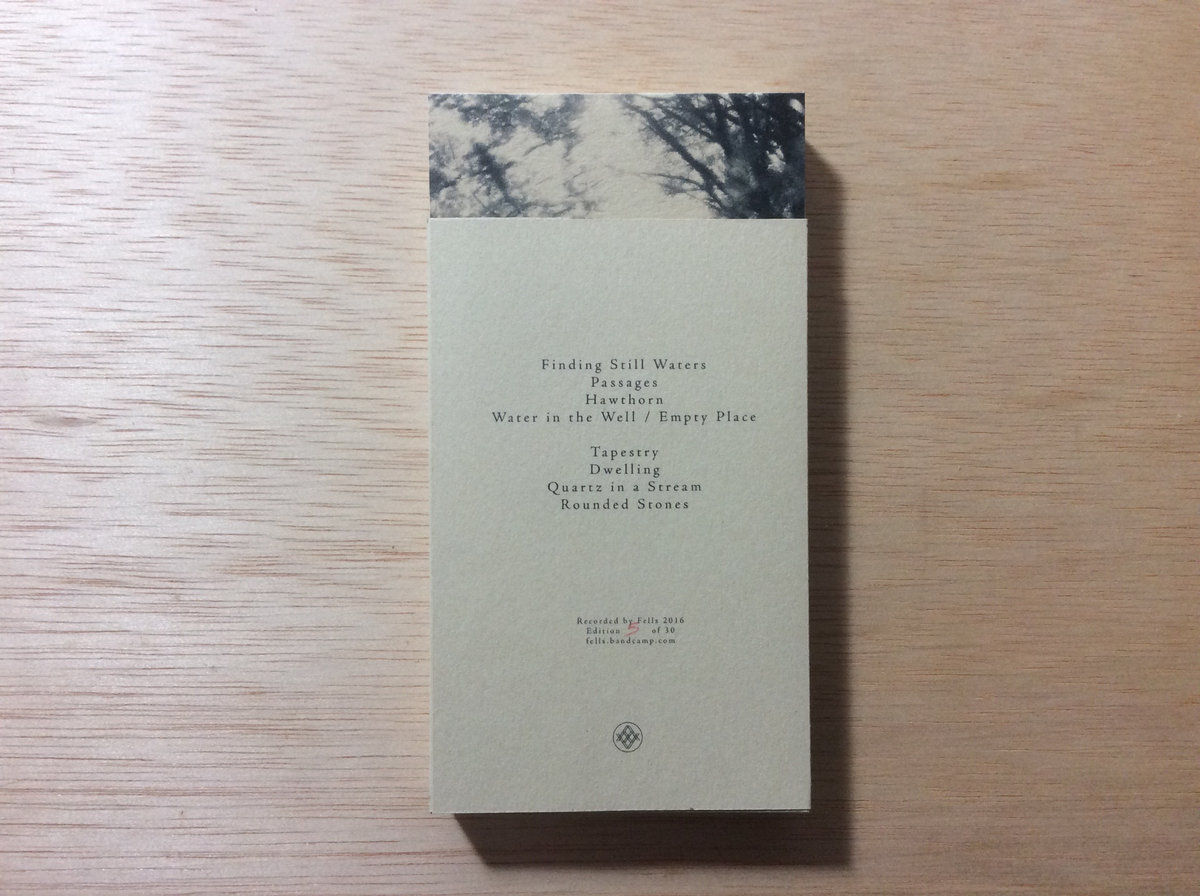 Finding Still Waters
Passages
Hawthorn
Water in the Well / Empty Place
Tapestry
Dwelling
Quartz in a Stream
Rounded Stones
Recorded by Fells 2016
Edition 5 of 30
fells.bandcamp.com